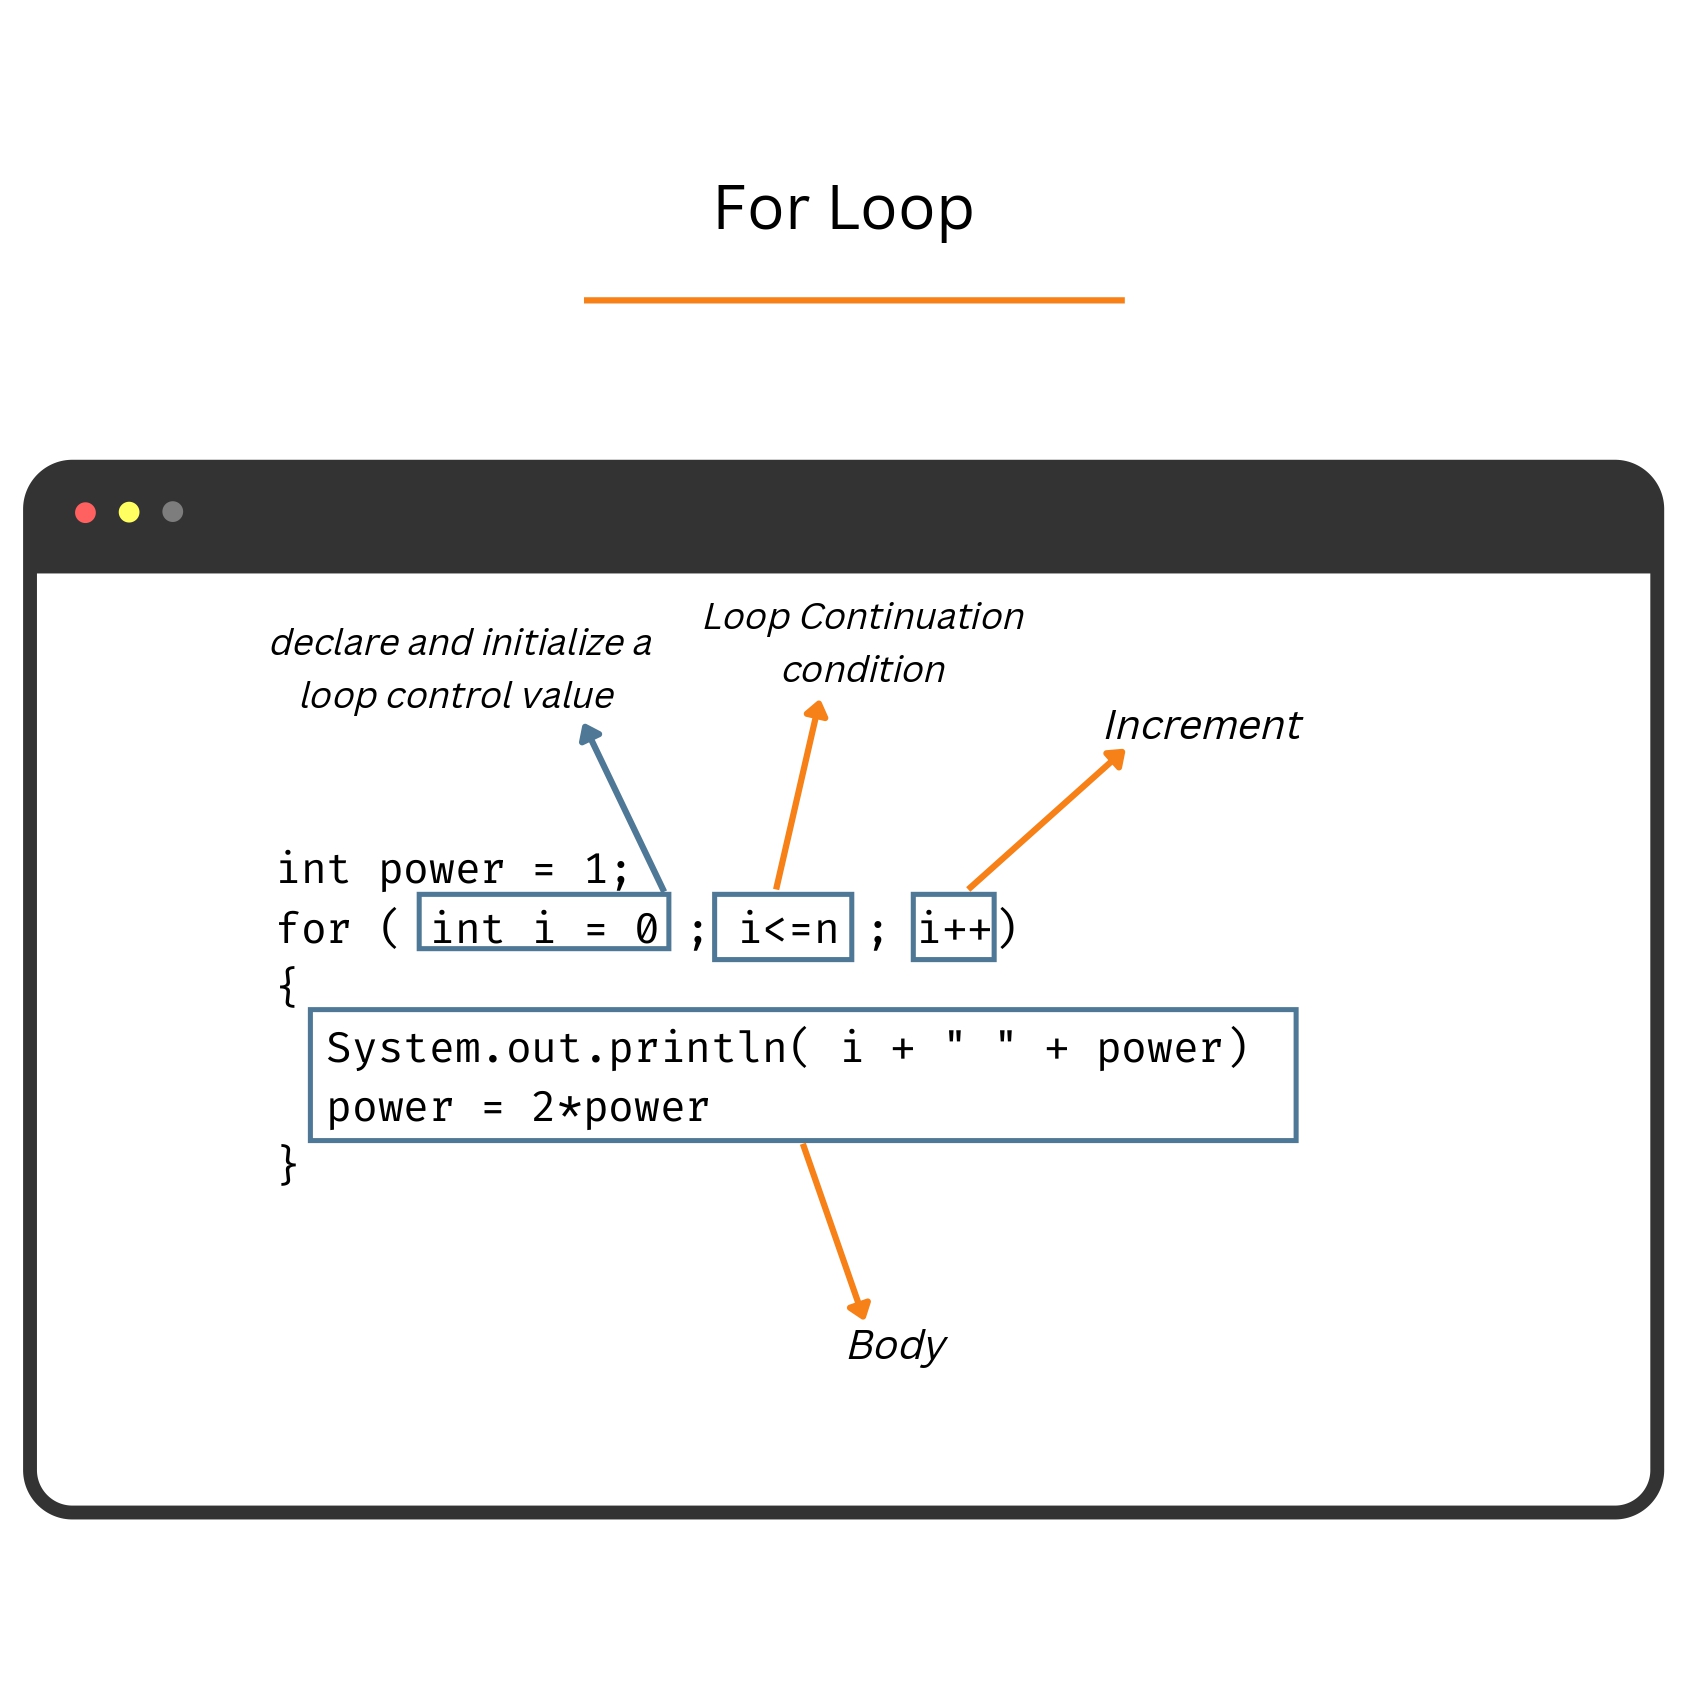 For Loop
declare and initialize a
loop control value
Loop Continuation
condition
Increment
int power = 1;
for ( int i = 0 ; i<=n ; i++)
{
System.out.println( i + " " + power)
power = 2*power
}
Body